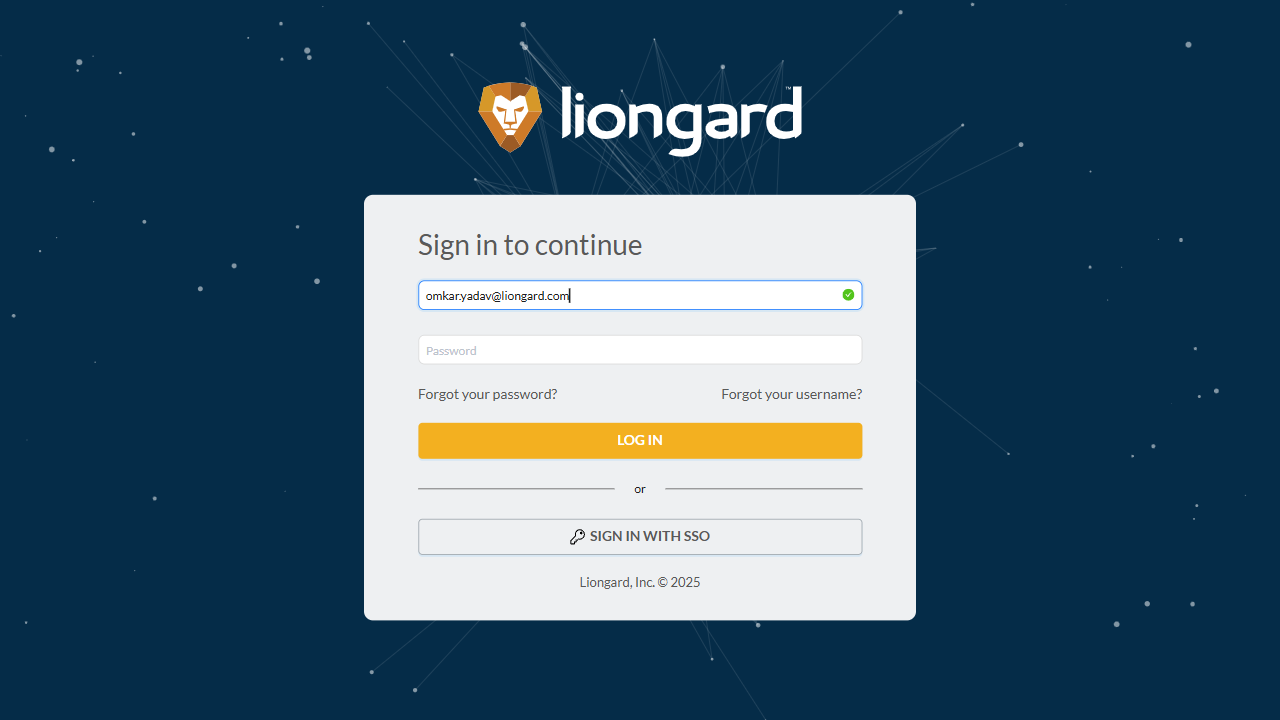 liongard™
Sign in to continue
omkar.yadav@liongard.com
Password
Forgot your password? Forgot your username?
LOG IN
or
SIGN IN WITH SSO
Liongard, Inc. © 2025